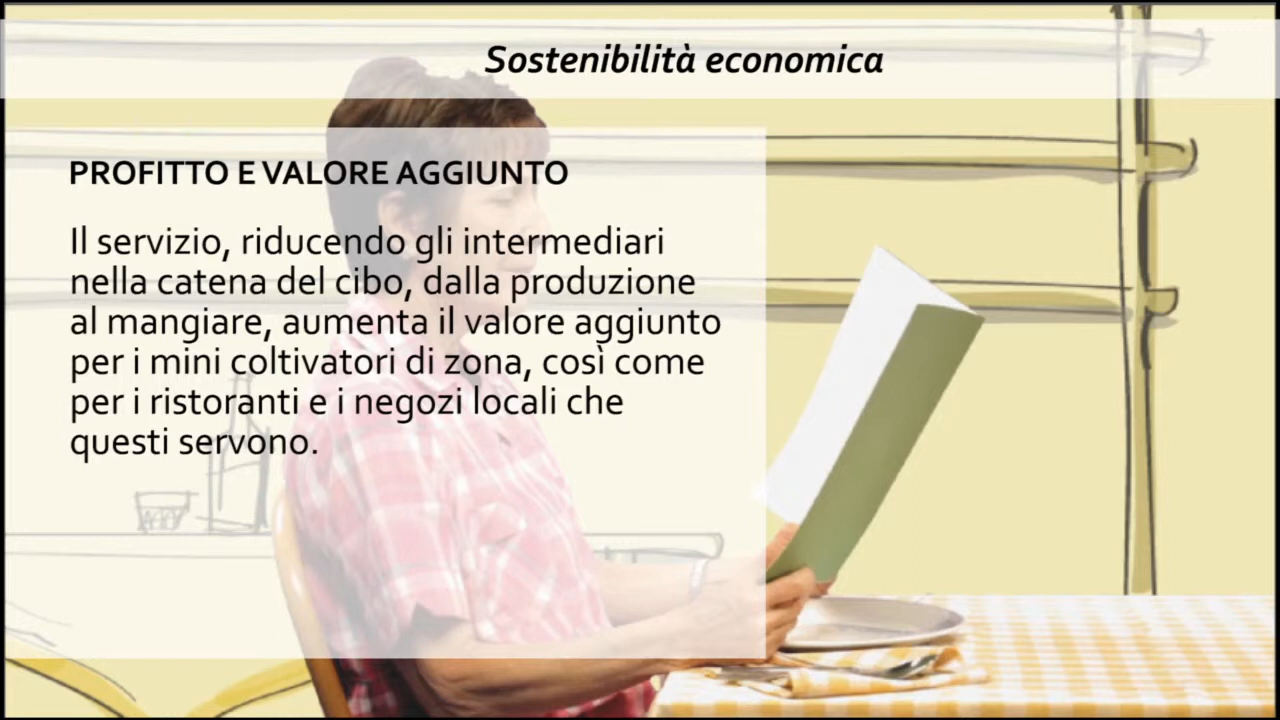 Sostenibilità economica
PROFITTO E VALORE AGGIUNTO
Il servizio, riducendo gli intermediari
nella catena del cibo, dalla produzione
al mangiare, aumenta il valore aggiunto
per i mini coltivatori di zona, così come
per i ristoranti e i negozi locali che
questi servono.